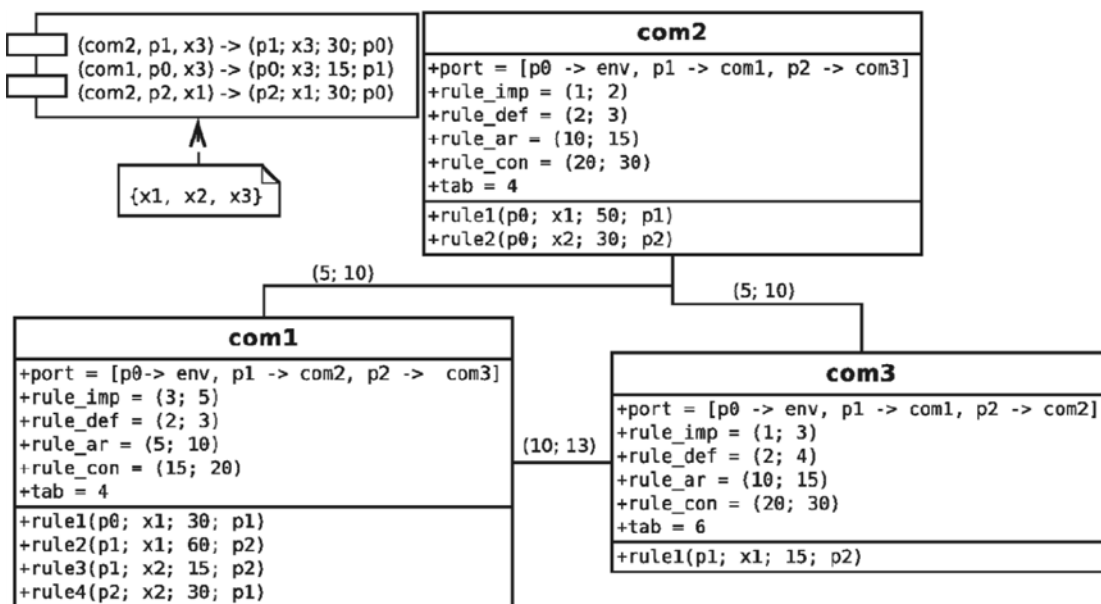 (com2, p1, x3) -> (p1; x3; 30; p0)
(com1, p0, x3) -> (p0; x3; 15; p1)
(com2, p2, x1) -> (p2; x1; 30; p0)
{x1, x2, x3}
com2
+port = [p0 -> env, p1 -> com1, p2 -> com3]
+rule_imp = (1; 2)
+rule_def = (2; 3)
+rule_ar = (10; 15)
+rule_con = (20; 30)
+tab = 4
+rule1(p0; x1; 50; p1)
+rule2(p0; x2; 30; p2)
(5; 10)
(5; 10)
com1
+port = [p0-> env, p1 -> com2, p2 -> com3]
+rule_imp = (3; 5)
+rule_def = (2; 3)
+rule_ar = (5; 10)
+rule_con = (15; 20)
+tab = 4
+rule1(p0; x1; 30; p1)
+rule2(p1; x1; 60; p2)
+rule3(p1; x2; 15; p2)
+rule4(p2; x2; 30; p1)
(10; 13)
com3
+port = [p0 -> env, p1 -> com1, p2 -> com2]
+rule_imp = (1; 3)
+rule_def = (2; 4)
+rule_ar = (10; 15)
+rule_con = (20; 30)
+tab = 6
+rule1(p1; x1; 15; p2)